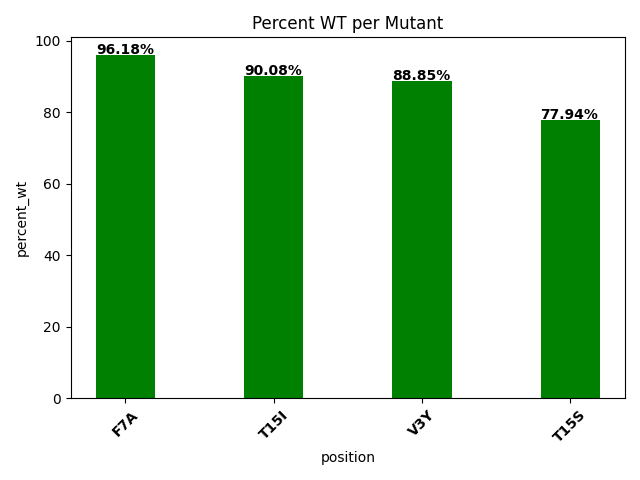 Percent WT per Mutant
96.18%
90.08%
88.85%
77.94%
100
80
60
40
20
0
percent_wt
F7A
T15I
V3Y
T15S
position